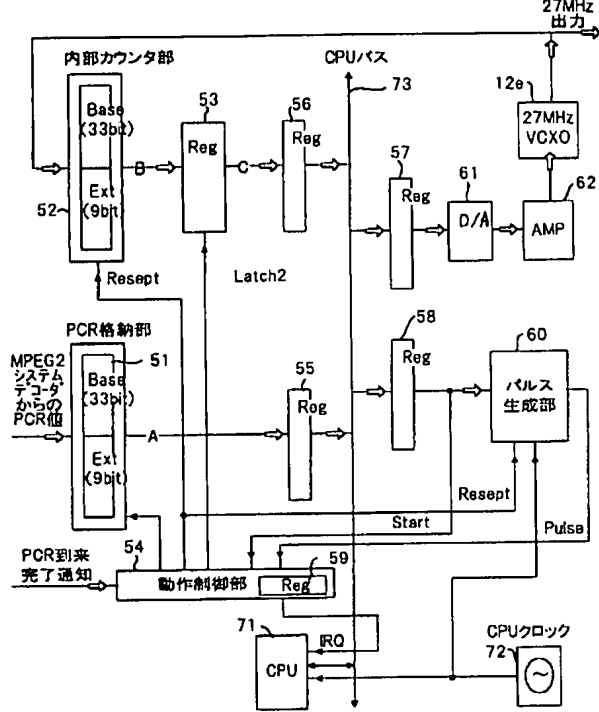 27MHz
出力
内部カウンタ部
CPUバス
Base
(33bit)
Ext
(9bit
52
B
53
Reg
C
56
73
57
Reg
61
D/A
12e
27MHz
VCXO
62
AMP
Resept
Latch2
PCR格納部
MPEG2
システム
デコーダ
からの
PCR値
51
Base
(33bit)
Ext
(9bit)
A
55
Reg
58
Reg
60
パルス
生成部
Resept
Start
Pulse
PCR到来
完了通知
54
動作制御部
59
Reg
71
CPU
IRQ
CPUクロック
72